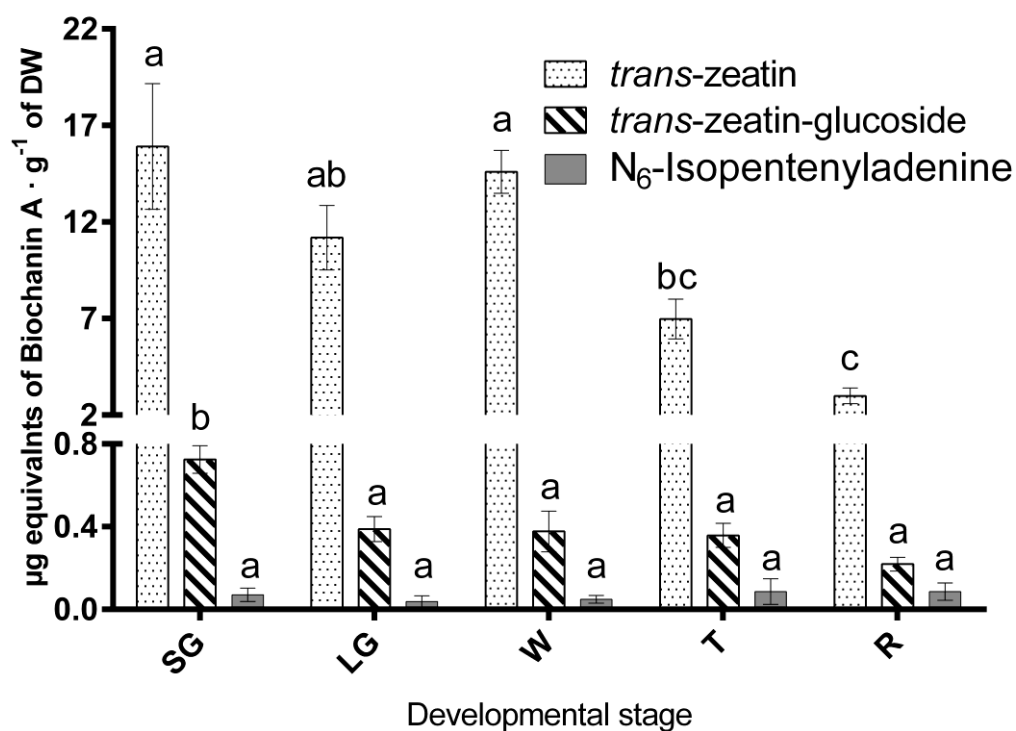 µg equivalnts of Biochanin A · g⁻¹ of DW
22
17
12
7
2
0.8
0.4
0.0
trans-zeatin
trans-zeatin-glucoside
N₆-Isopentenyladenine
a
ab
a
bc
c
b
a
a
a
a
a
a
a
a
a
SG
LG
W
T
R
Developmental stage